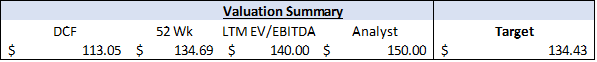 Valuation Summary
DCF 52 Wk LTM EV/EBITDA Analyst Target
$ 113.05 $ 134.69 $ 140.00 $ 150.00 $ 134.43